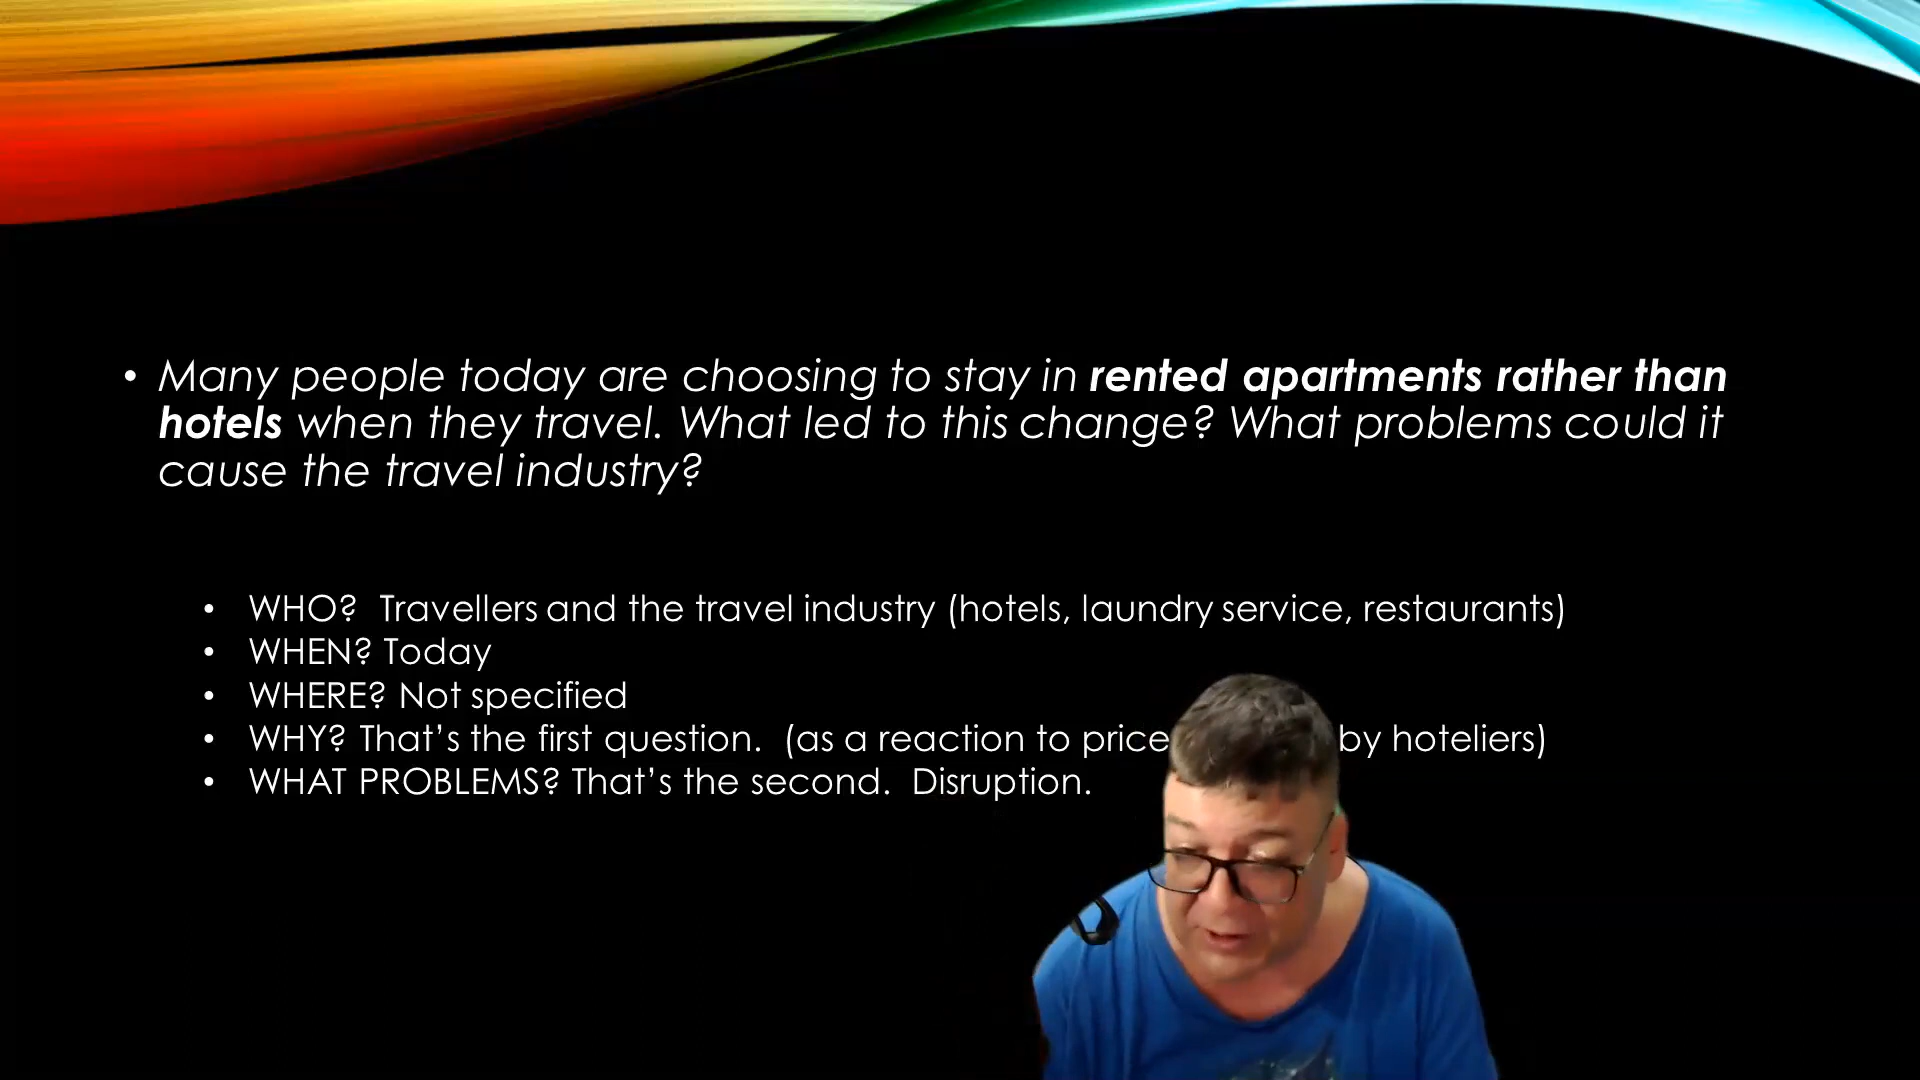 • Many people today are choosing to stay in rented apartments rather than
hotels when they travel. What led to this change? What problems could it
cause the travel industry?
• WHO? Travellers and the travel industry (hotels, laundry service, restaurants)
• WHEN? Today
• WHERE? Not specified
• WHY? That's the first question. (as a reaction to price by hoteliers)
• WHAT PROBLEMS? That's the second. Disruption.